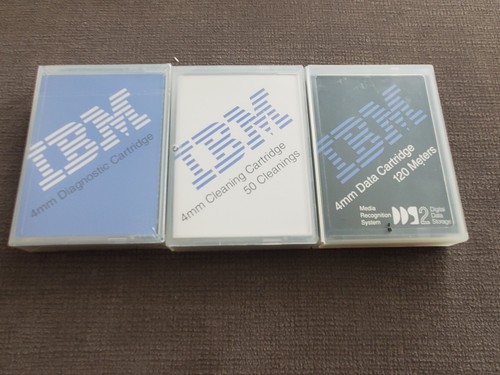 IBM
4mm Diagnostic Cartridge
IBM
4mm Cleaning Cartridge
50 Cleanings
IBM
4mm Data Cartridge
120 Meters
Media
Recognition
System
DDS2
Digital
Data
Storage